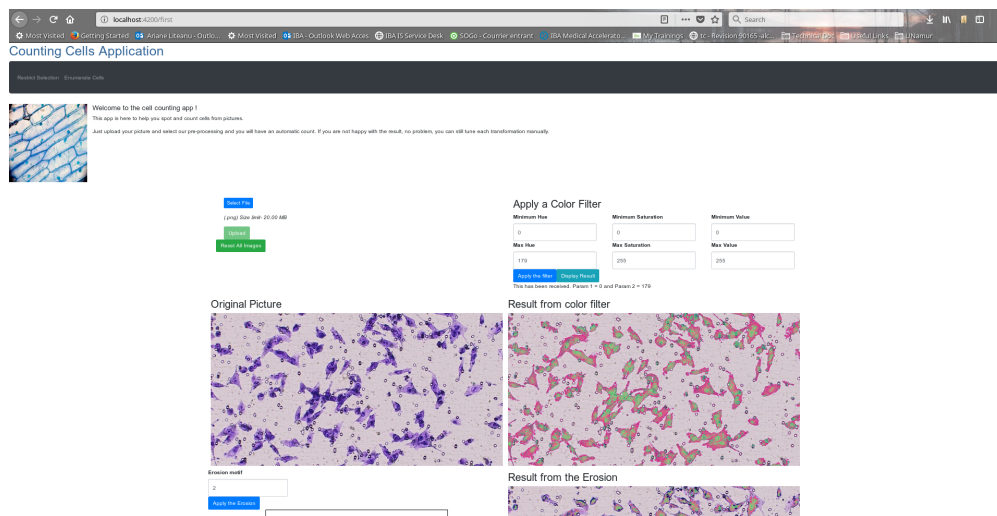 localhost:4200/first
Search
Most Visited Getting Started Ariane Liteanu - Outlo... Most Visited IBA - Outlook Web Acces IBA IS Service Desk SOGo - Courrier entrant IBA Medical Accelerato... My Trainings tc - Revision 90165 -alc... Technical Doc Useful Links UNamur
Counting Cells Application
Restrict Selection Enumerate Cells
Welcome to the cell counting app !
This app is here to help you spot and count cells from pictures.
Just upload your picture and select our pre-processing and you will have an automatic count. If you are not happy with the result, no problem, you can still tune each transformation manually.
Select File
(.png) Size limit- 20.00 MB
Upload
Reset All Images
Apply a Color Filter
Minimum Hue Minimum Saturation Minimum Value
0 0 0
Max Hue Max Saturation Max Value
179 255 255
Apply the filter Display Result
This has been received. Param 1 = 0 and Param 2 = 179
Original Picture
Result from color filter
Erosion motif
2
Apply the Erosion
Result from the Erosion